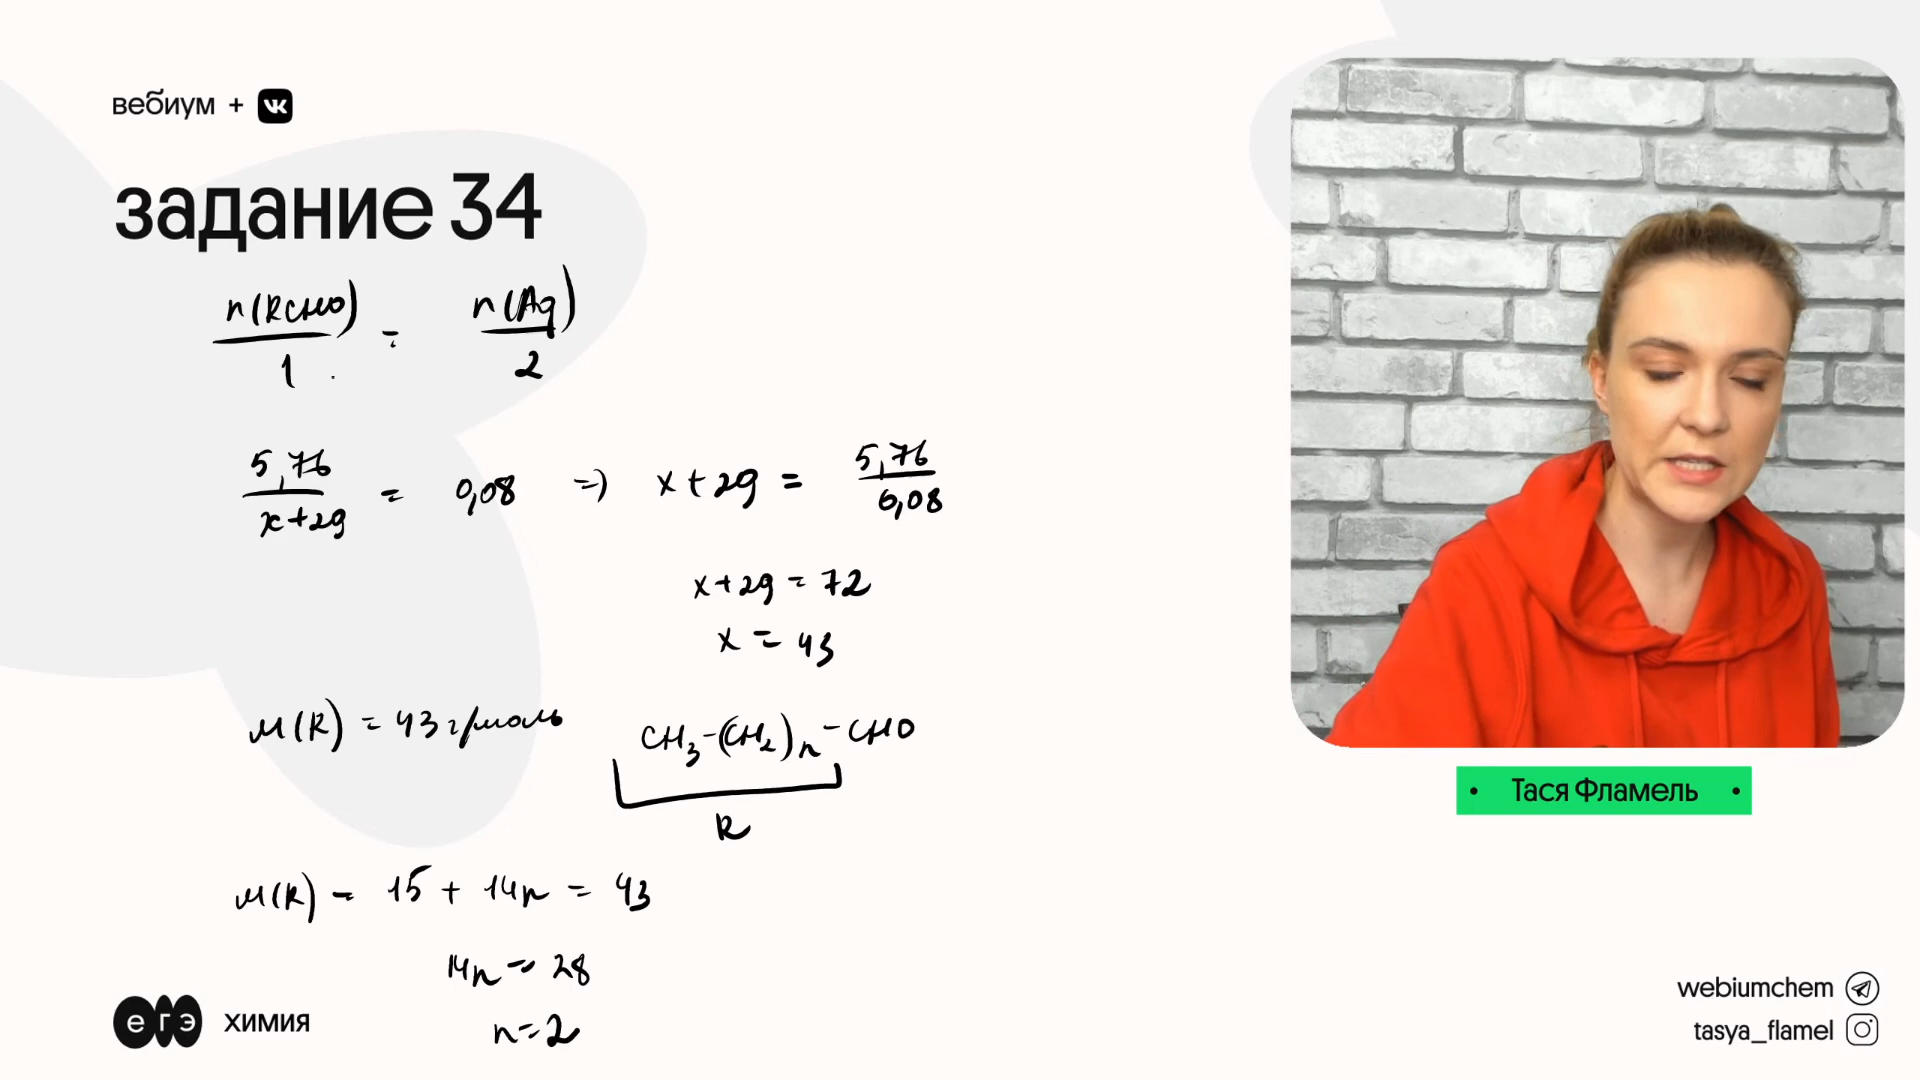 вебиум +
задание 34
n(RCHO)/1 = n(Ag)/2
5,76/x+29 = 0,08 => x+29 = 5,76/0,08
x+29 = 72
x = 43
M(R) = 43 г/моль CH3-(CH2)n-CHO
R
M(R) = 15 + 14n = 43
14n = 28
n=2
егэ химия
• Тася Фламель •
webiumchem
tasya_flamel